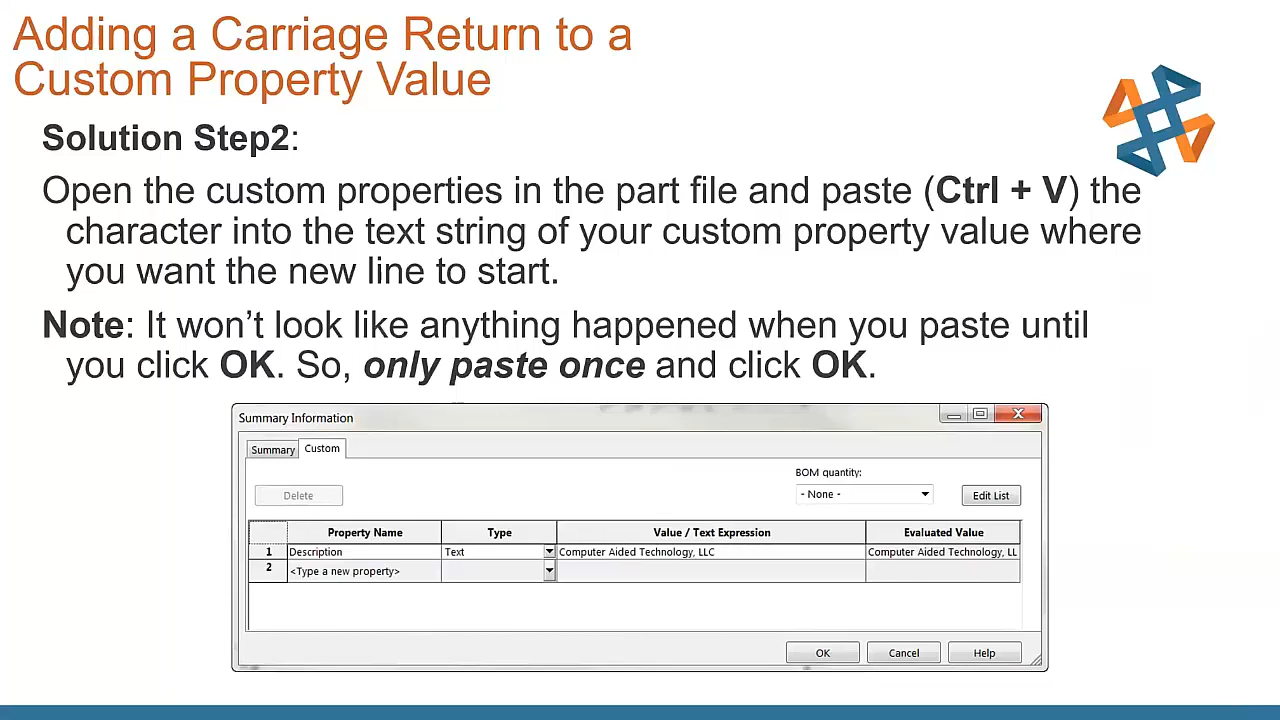 Adding a Carriage Return to a
Custom Property Value
Solution Step2:
Open the custom properties in the part file and paste (Ctrl + V) the
character into the text string of your custom property value where
you want the new line to start.
Note: It won’t look like anything happened when you paste until
you click OK. So, only paste once and click OK.
Summary Information
Summary Custom
BOM quantity:
Delete - None - Edit List
Property Name Type Value / Text Expression Evaluated Value
1 Description Text Computer Aided Technology, LLC Computer Aided Technology, LL
2 <Type a new property>
OK Cancel Help